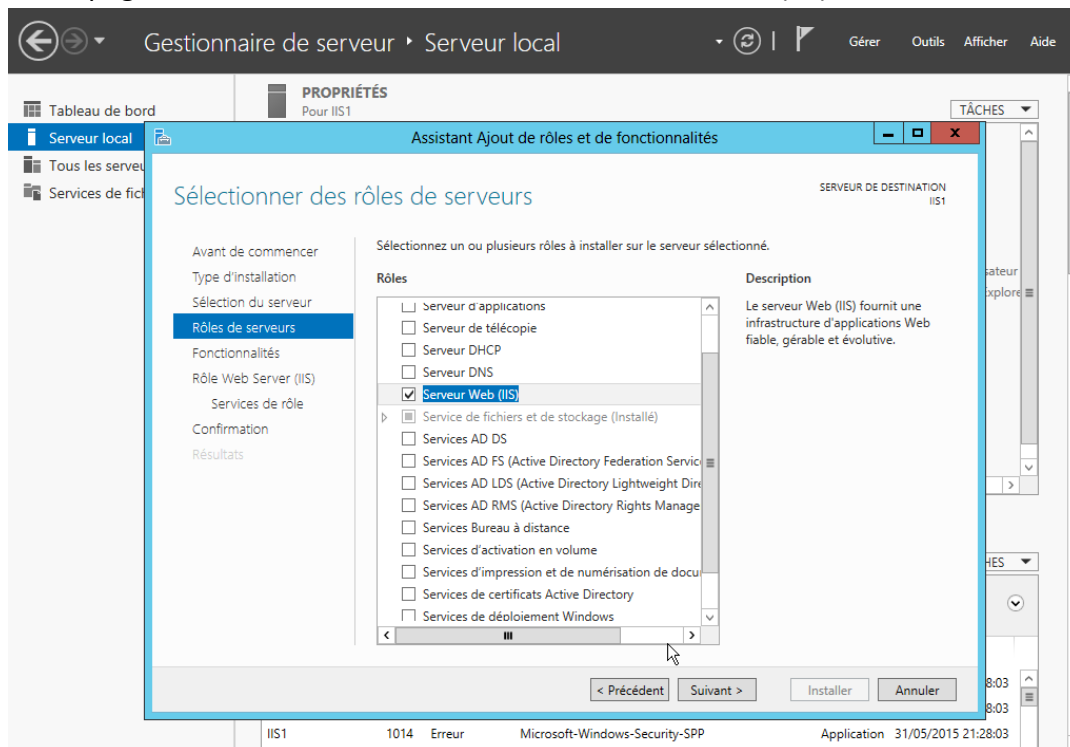 Gestionnaire de serveur • Serveur local
Gérer Outils Afficher Aide
Tableau de bord
Serveur local
Tous les serveu
Services de fich
PROPRIÉTÉS
Pour IIS1
TÂCHES
Assistant Ajout de rôles et de fonctionnalités
Sélectionner des rôles de serveurs
SERVEUR DE DESTINATION
IIS1
Avant de commencer
Type d'installation
Sélection du serveur
Rôles de serveurs
Fonctionnalités
Rôle Web Server (IIS)
Services de rôle
Confirmation
Résultats
Sélectionnez un ou plusieurs rôles à installer sur le serveur sélectionné.
Rôles
Serveur d'applications
Serveur de télécopie
Serveur DHCP
Serveur DNS
Serveur Web (IIS)
Service de fichiers et de stockage (Installé)
Services AD DS
Services AD FS (Active Directory Federation Servic
Services AD LDS (Active Directory Lightweight Dire
Services AD RMS (Active Directory Rights Manage
Services Bureau à distance
Services d'activation en volume
Services d'impression et de numérisation de docu
Services de certificats Active Directory
Services de déploiement Windows
Description
Le serveur Web (IIS) fournit une
infrastructure d'applications Web
fiable, gérable et évolutive.
sateur
xplore
HES
< Précédent Suivant > Installer Annuler
8:03
8:03
IIS1 1014 Erreur Microsoft-Windows-Security-SPP Application 31/05/2015 21:28:03